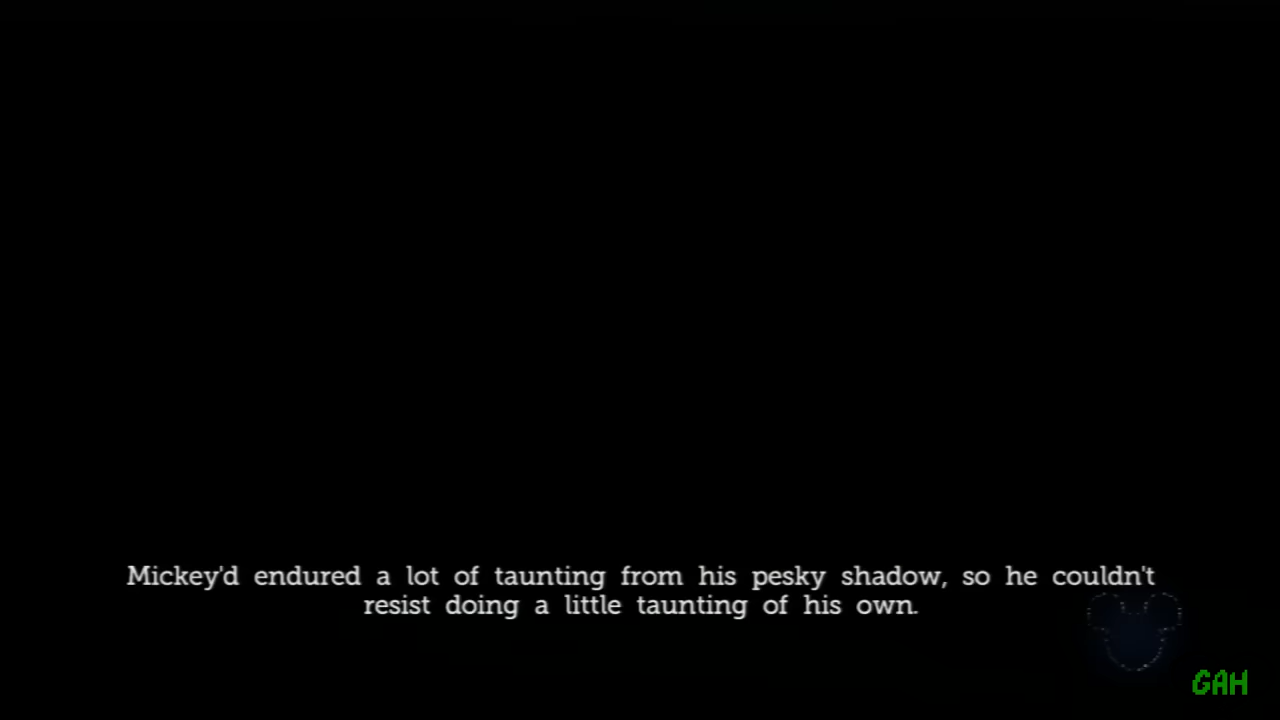 Mickey'd endured a lot of taunting from his pesky shadow, so he couldn't
resist doing a little taunting of his own.
GAH